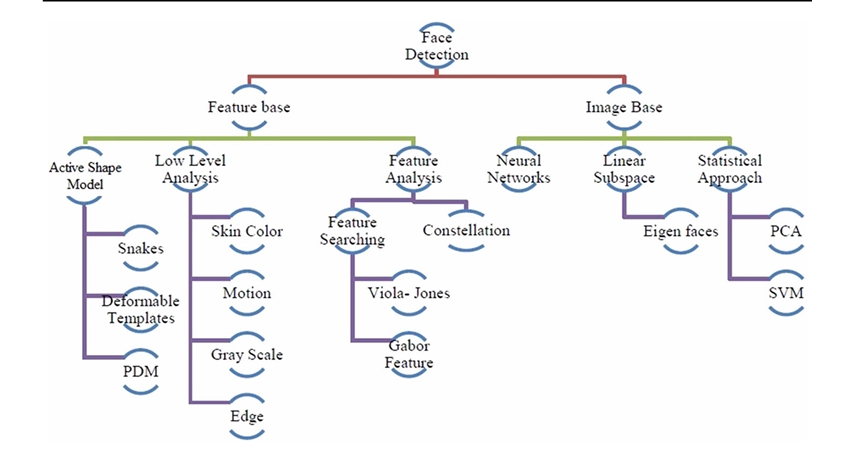 Face
Detection
Feature base
Image Base
Active Shape
Model
Low Level
Analysis
Feature
Analysis
Neural
Networks
Linear
Subspace
Statistical
Approach
Snakes
Deformable
Templates
PDM
Skin Color
Motion
Gray Scale
Edge
Feature
Searching
Constellation
Viola- Jones
Gabor
Feature
Eigen faces
PCA
SVM